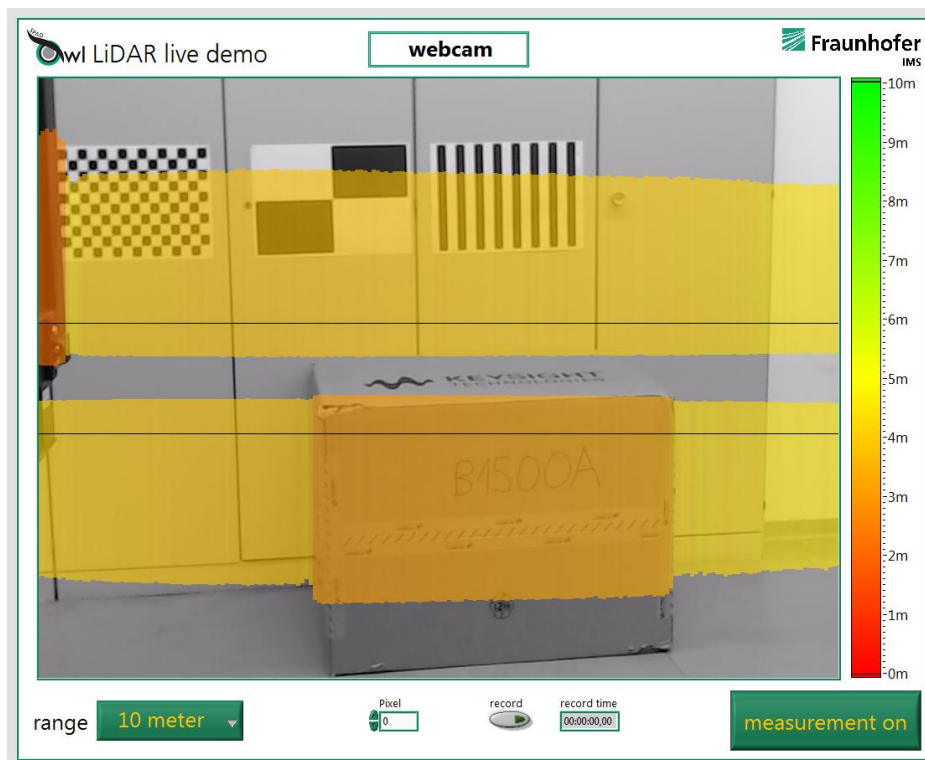 SPAD
Owl LiDAR live demo
webcam
Fraunhofer
IMS
10m
9m
8m
7m
6m
5m
4m
3m
2m
1m
0m
KEYSIGHT
TECHNOLOGIES
B1500A
range
10 meter
Pixel
0
record
record time
00:00:00,00
measurement on